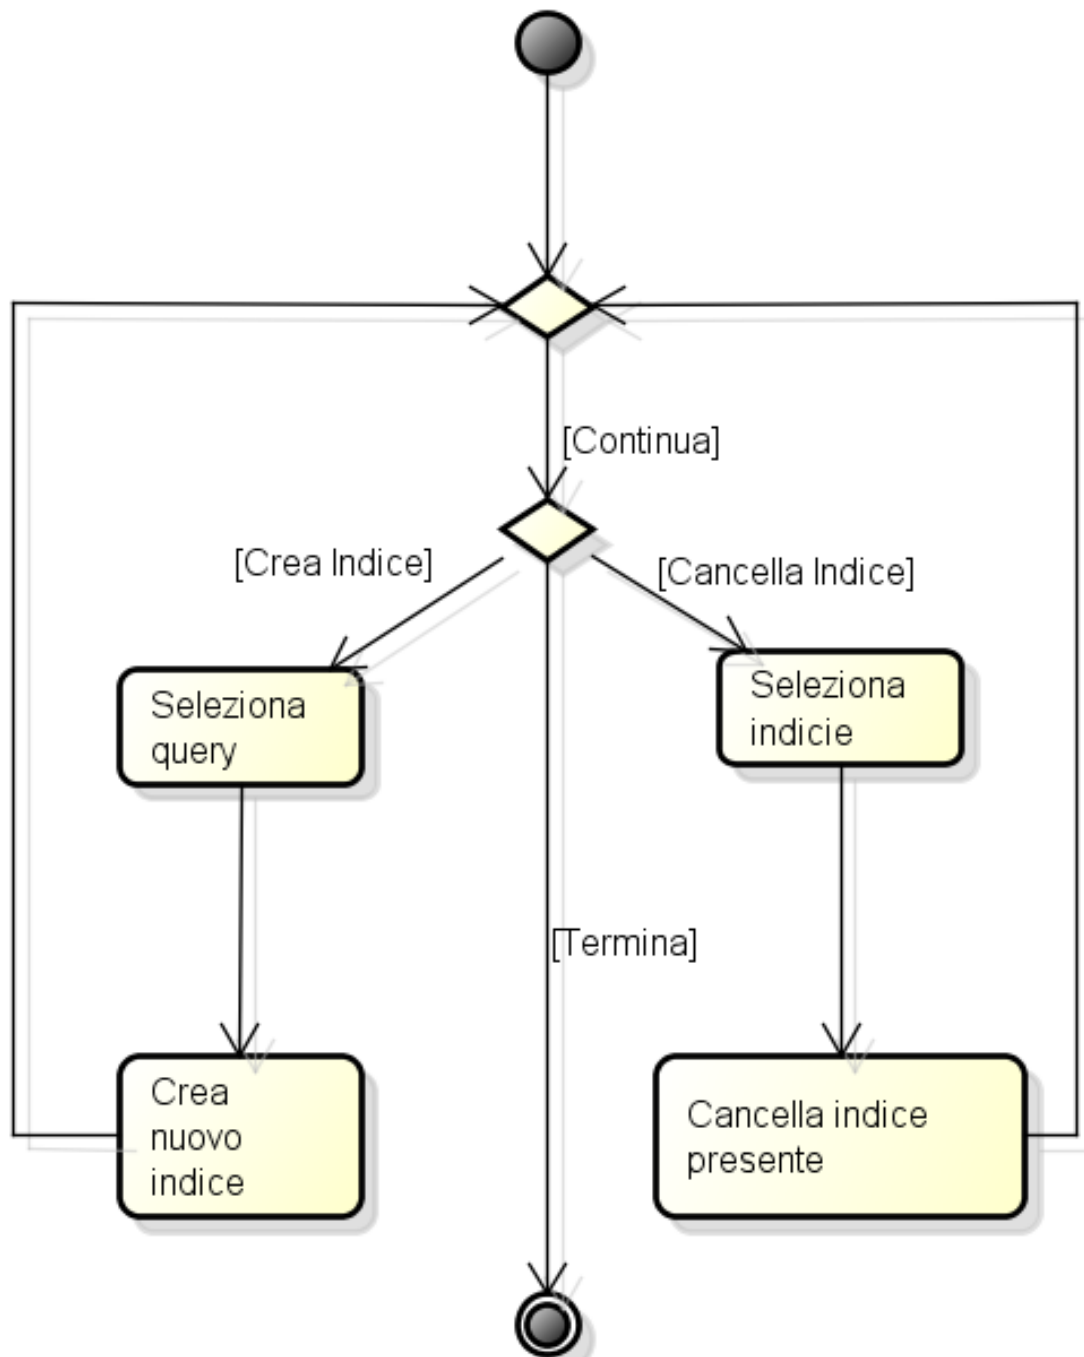 [Continua]
[Crea Indice]
[Cancella Indice]
Seleziona
query
Seleziona
indicie
[Termina]
Crea
nuovo
indice
Cancella indice
presente